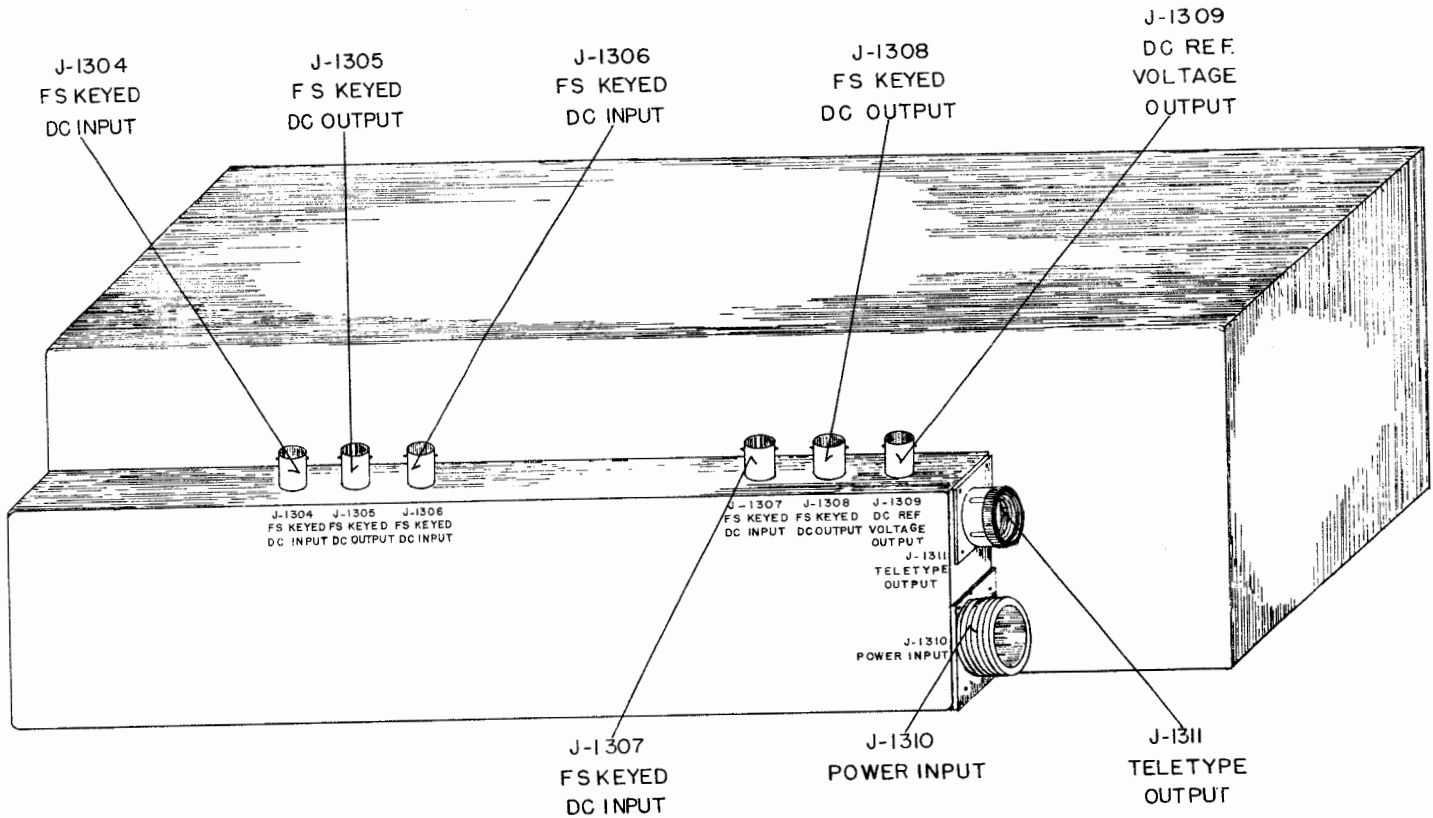 J-1304
FS KEYED
DC INPUT
J-1305
FS KEYED
DC OUTPUT
J-1306
FS KEYED
DC INPUT
J-1308
FS KEYED
DC OUTPUT
J-1309
DC REF.
VOLTAGE
OUTPUT
J-1304
FS KEYED
DC INPUT
J-1305
FS KEYED
DC OUTPUT
J-1306
FS KEYED
DC INPUT
J-1307
FS KEYED
DC INPUT
J-1308
FS KEYED
DC OUTPUT
J-1309
DC REF
VOLTAGE
OUTPUT
J-1311
TELETYPE
OUTPUT
J-1310
POWER INPUT
J-1307
FS KEYED
DC INPUT
J-1310
POWER INPUT
J-1311
TELETYPE
OUTPUT